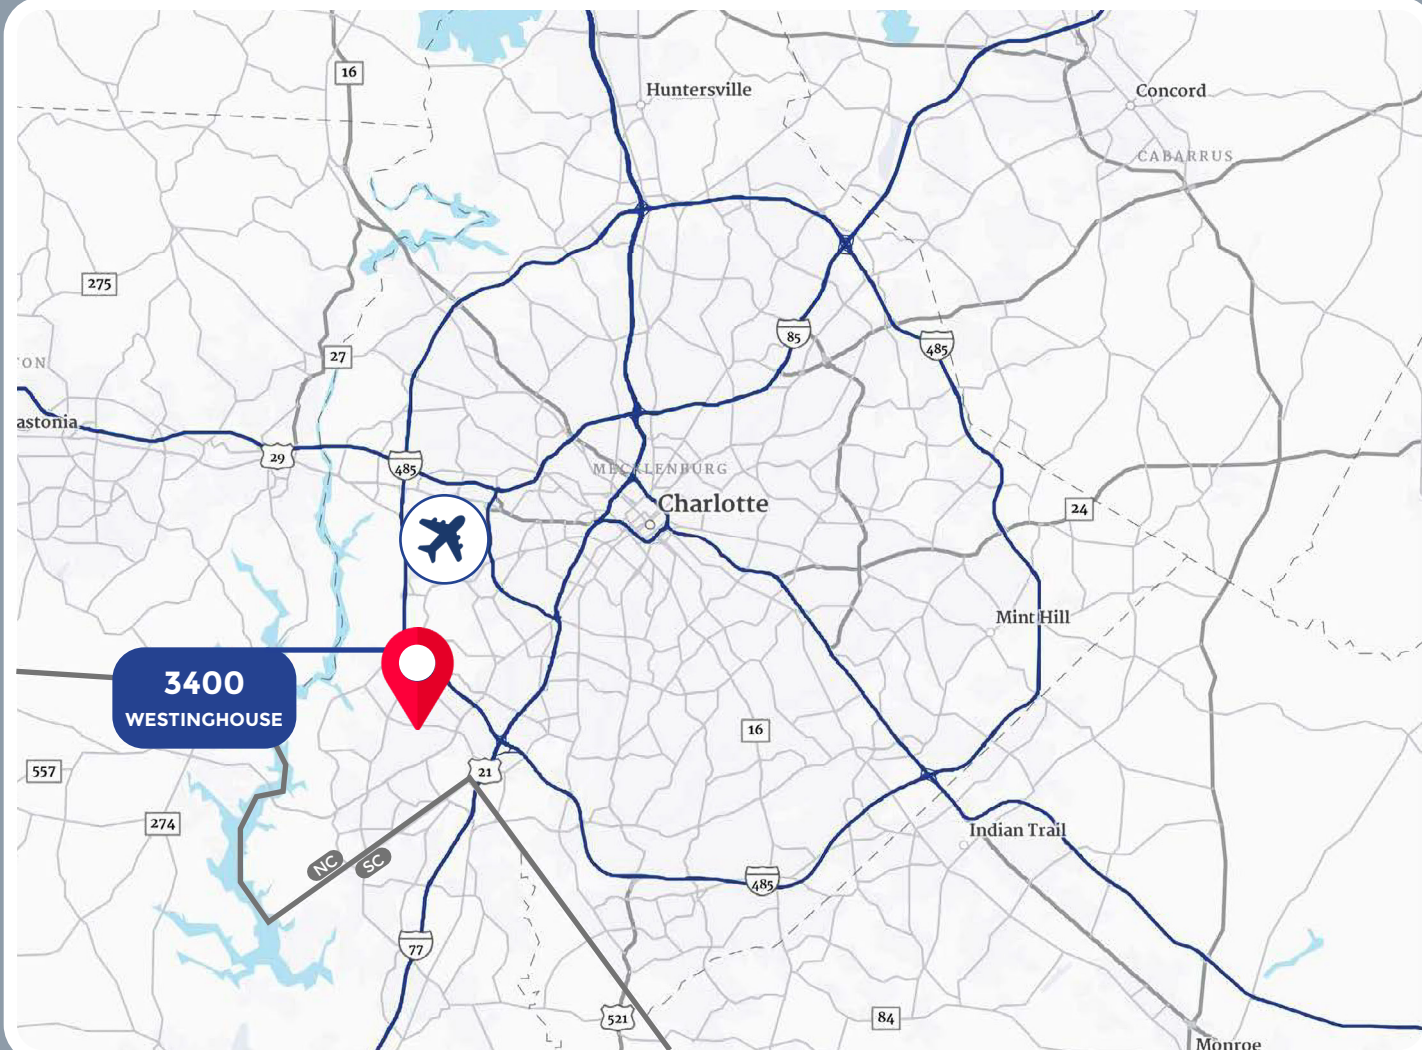 16
Huntersville
Concord
CABARRUS
275
27
85
485
ON
astonia
29
485
MECKLENBURG
Charlotte
24
Mint Hill
3400
WESTINGHOUSE
16
21
557
274
Indian Trail
NC
SC
485
77
521
84
Monroe